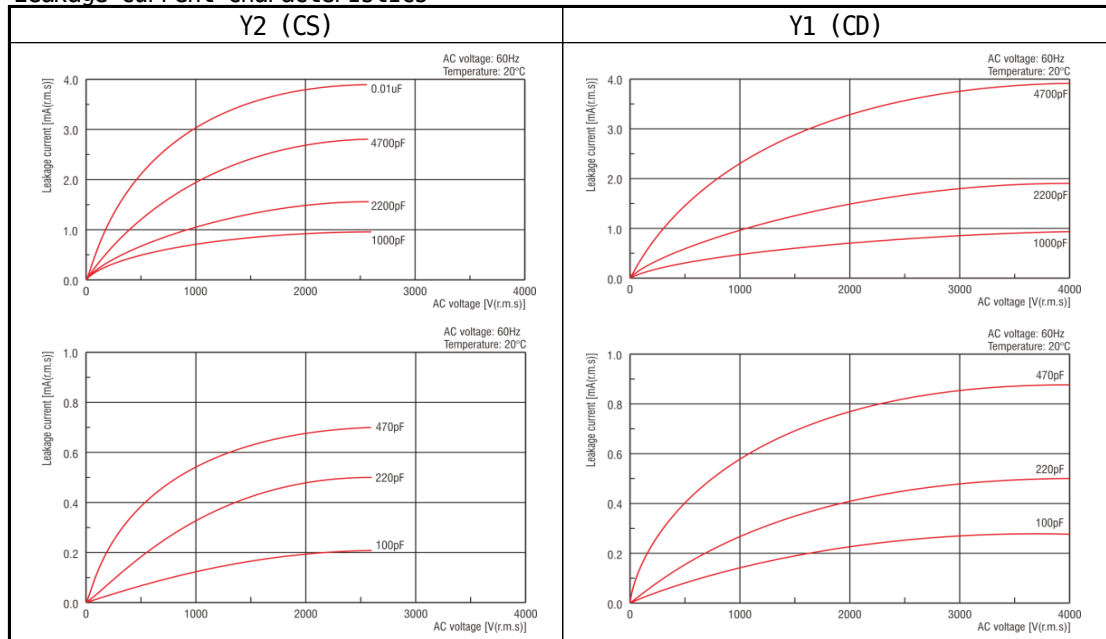 Leakage current characteristics
Y2 (CS)
Y1 (CD)
AC voltage: 60Hz
Temperature: 20°C
Leakage current [mA(r.m.s)]
4.0
3.0
2.0
1.0
0.0
0.01uF
4700pF
2200pF
1000pF
0
1000
2000
3000
4000
AC voltage [V(r.m.s)]
AC voltage: 60Hz
Temperature: 20°C
Leakage current [mA(r.m.s)]
4.0
3.0
2.0
1.0
0.0
4700pF
2200pF
1000pF
0
1000
2000
3000
4000
AC voltage [V(r.m.s)]
AC voltage: 60Hz
Temperature: 20°C
Leakage current [mA(r.m.s)]
1.0
0.8
0.6
0.4
0.2
0.0
470pF
220pF
100pF
0
1000
2000
3000
4000
AC voltage [V(r.m.s)]
AC voltage: 60Hz
Temperature: 20°C
Leakage current [mA(r.m.s)]
1.0
0.8
0.6
0.4
0.2
0.0
470pF
220pF
100pF
0
1000
2000
3000
4000
AC voltage [V(r.m.s)]